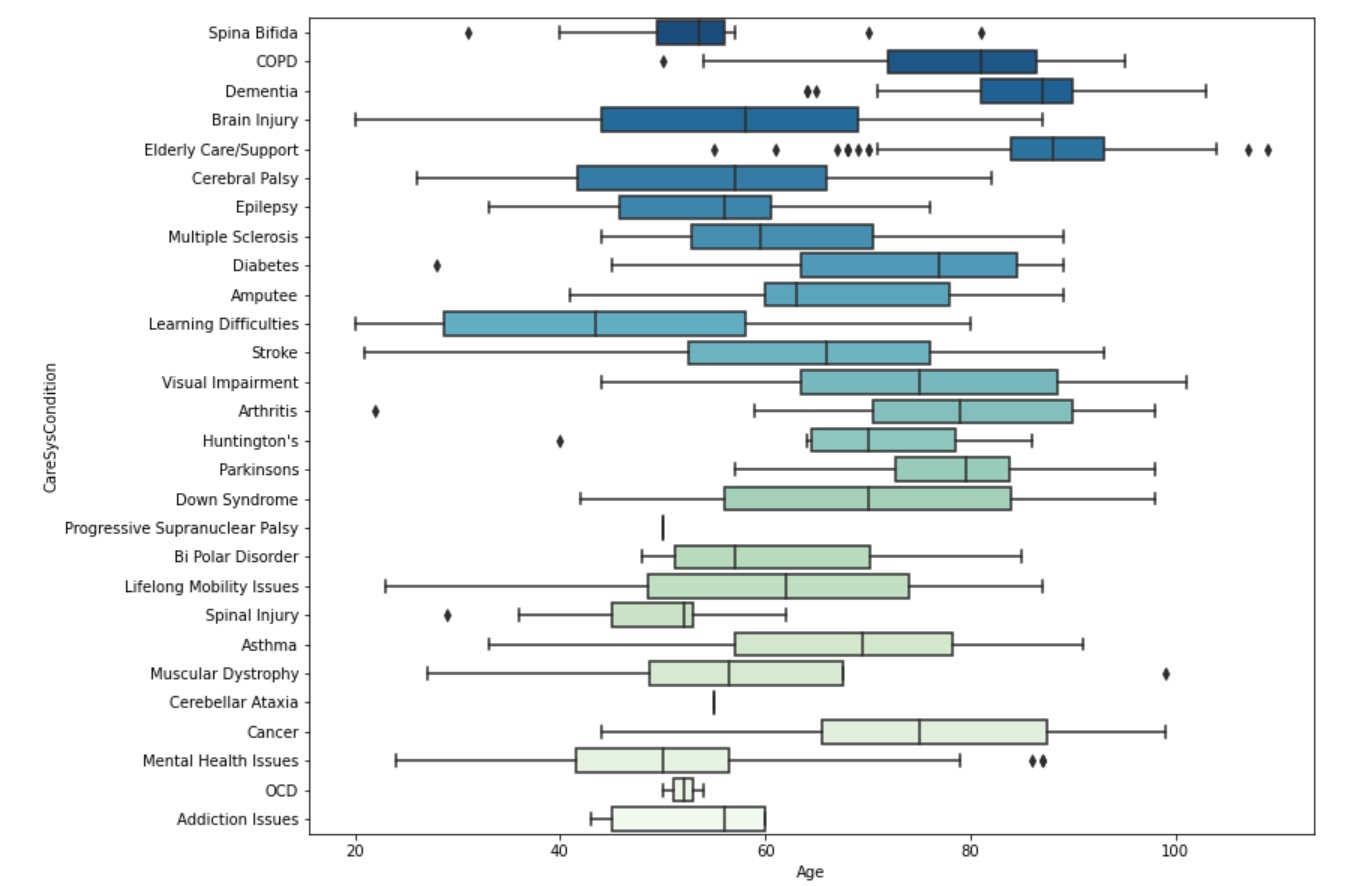 Spina Bifida
COPD
Dementia
Brain Injury
Elderly Care/Support
Cerebral Palsy
Epilepsy
Multiple Sclerosis
Diabetes
Amputee
Learning Difficulties
Stroke
Visual Impairment
Arthritis
Huntington's
Parkinsons
Down Syndrome
Progressive Supranuclear Palsy
Bi Polar Disorder
Lifelong Mobility Issues
Spinal Injury
Asthma
Muscular Dystrophy
Cerebellar Ataxia
Cancer
Mental Health Issues
OCD
Addiction Issues
CareSysCondition
20 40 60 80 100
Age